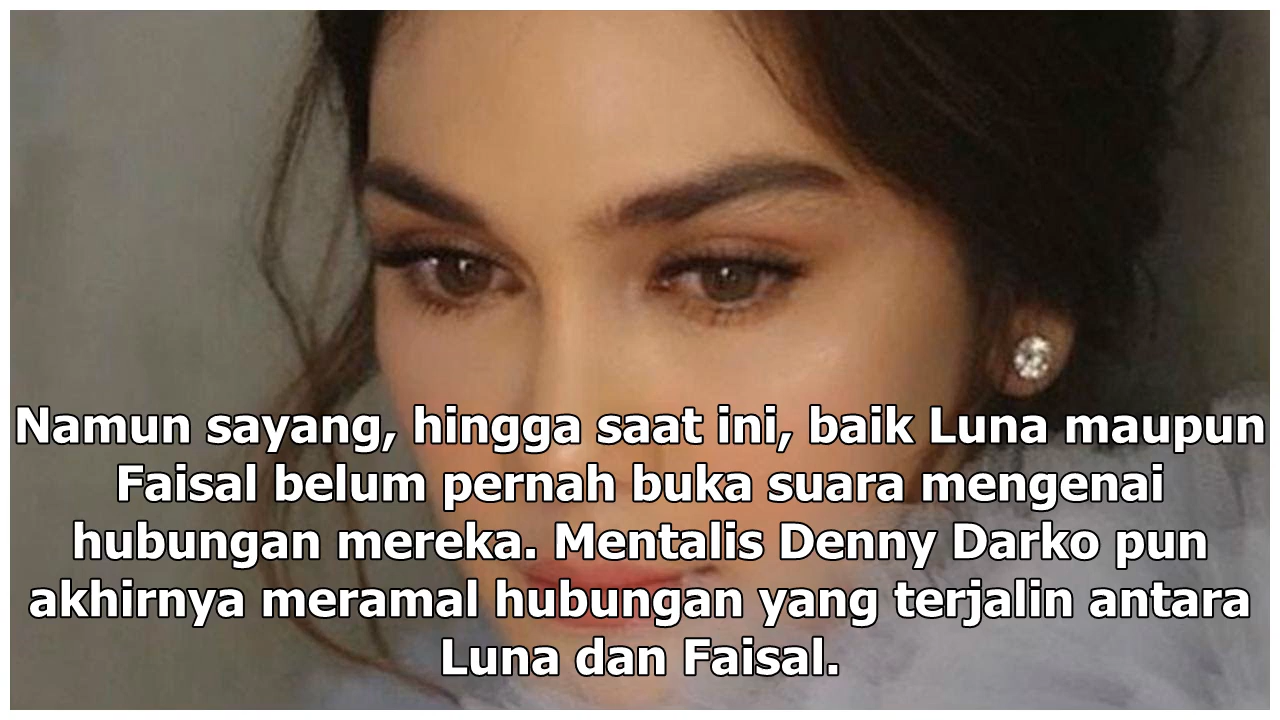 Namun sayang, hingga saat ini, baik Luna maupun
Faisal belum pernah buka suara mengenai
hubungan mereka. Mentalis Denny Darko pun
akhirnya meramal hubungan yang terjalin antara
Luna dan Faisal.